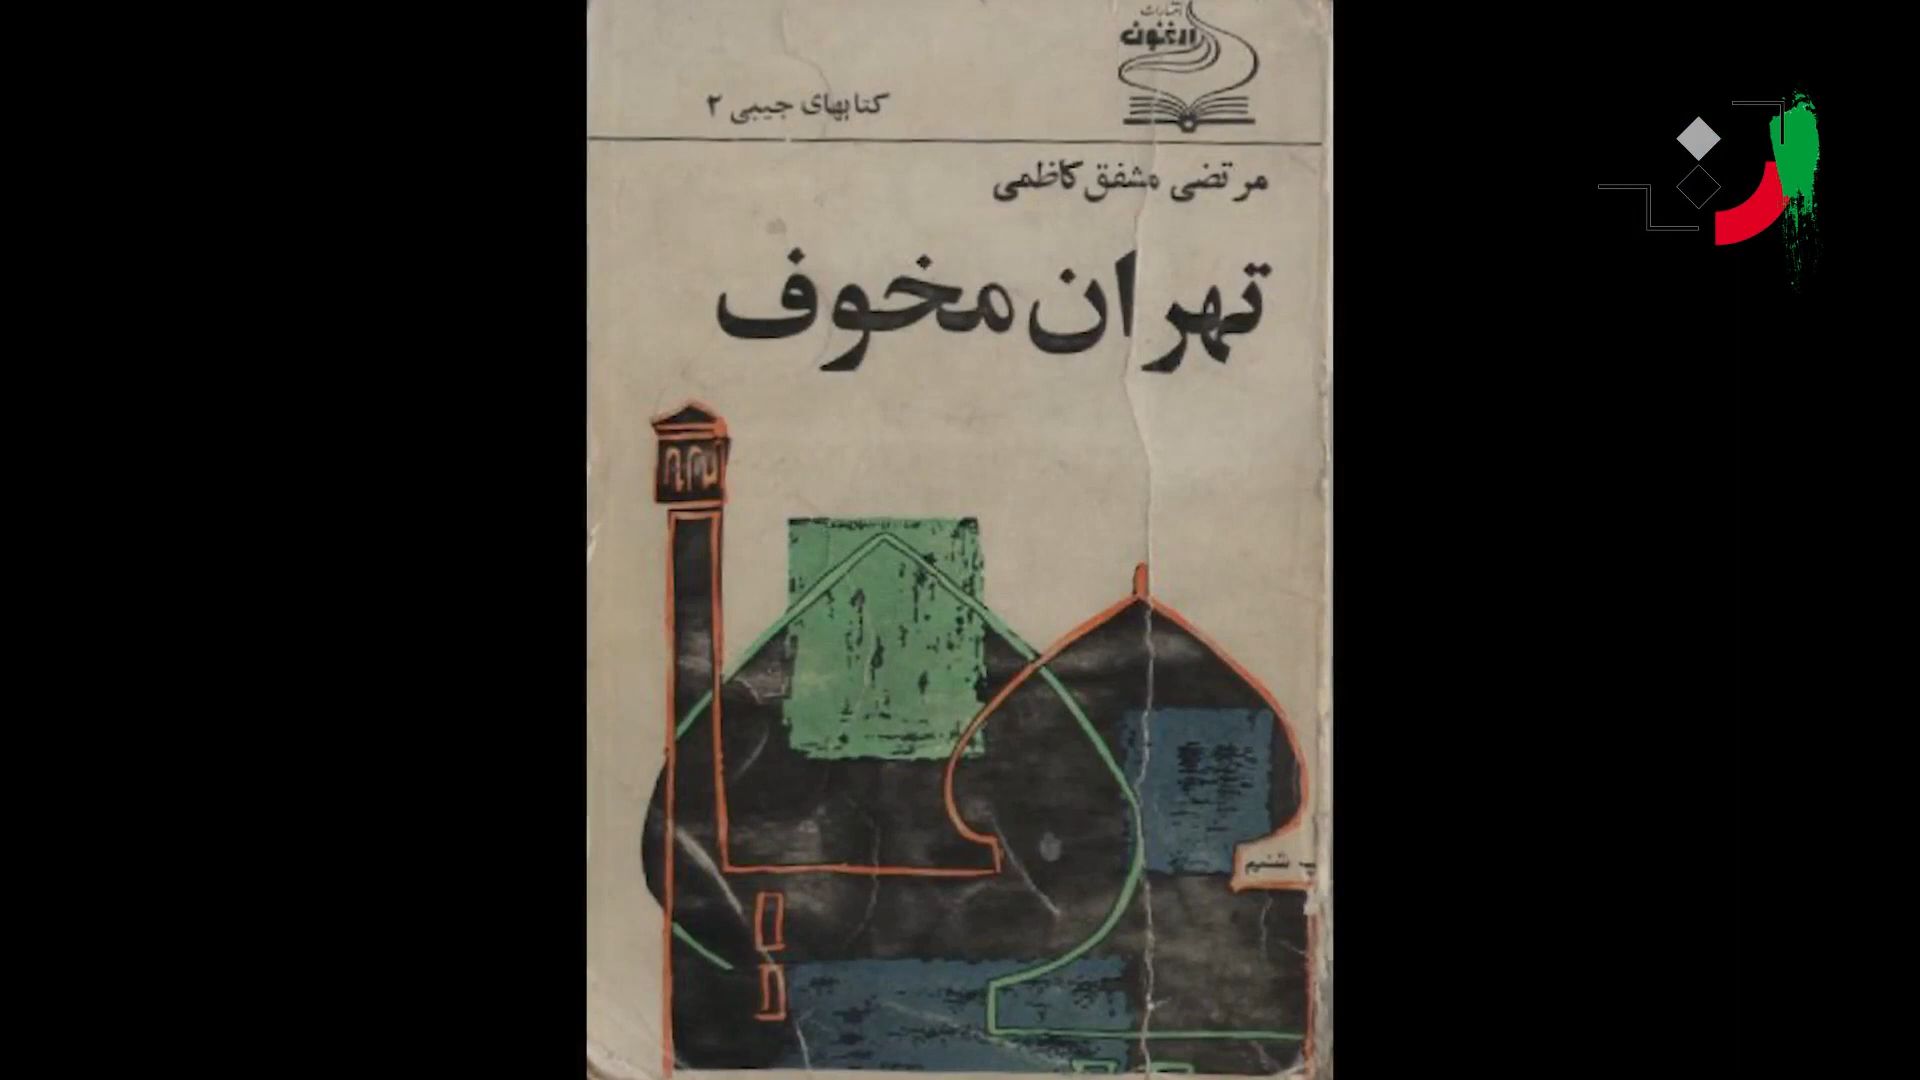 انتشارات
ارغنون
کتابهای جیبی ۲
مرتضی مشفق کاظمی
تهران مخوف